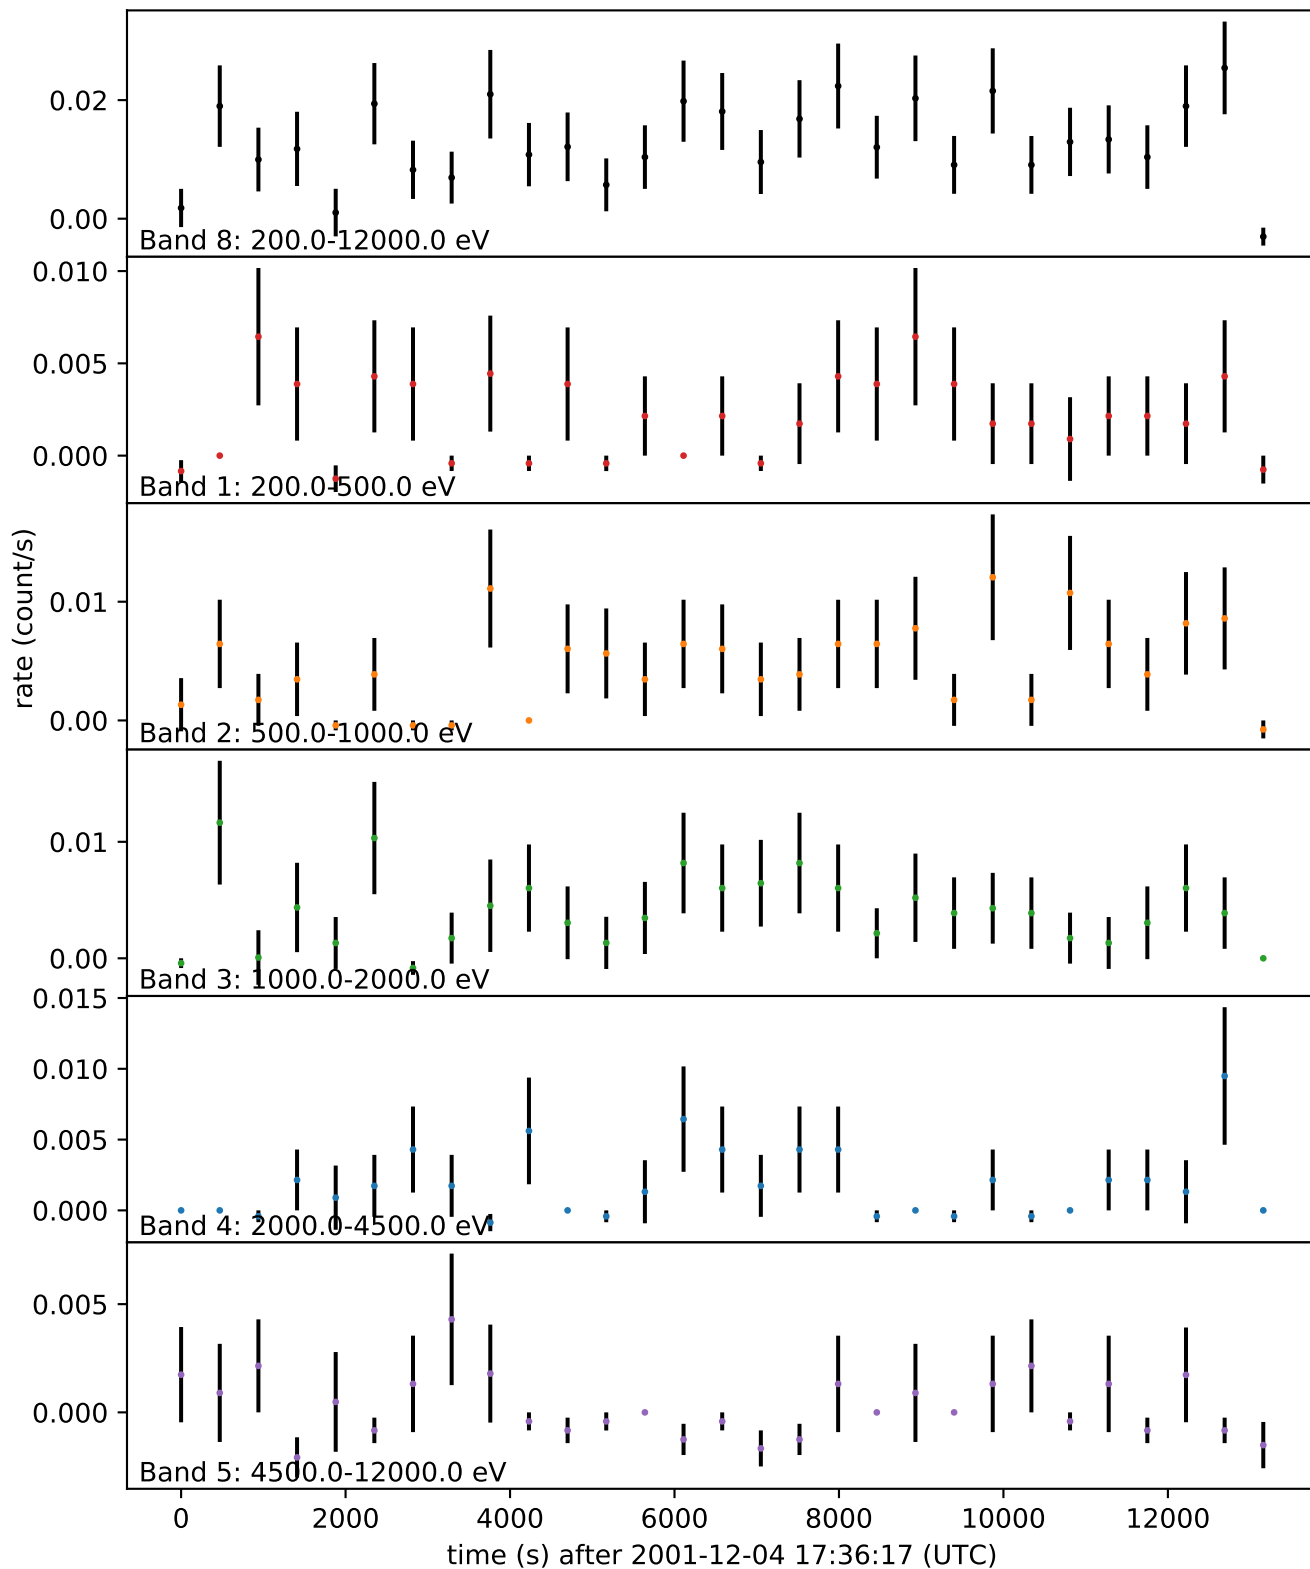 0.02
0.00
Band 8: 200.0-12000.0 eV
0.010
0.005
0.000
Band 1: 200.0-500.0 eV
rate (count/s)
0.01
0.00
Band 2: 500.0-1000.0 eV
0.01
0.00
Band 3: 1000.0-2000.0 eV
0.015
0.010
0.005
0.000
Band 4: 2000.0-4500.0 eV
0.005
0.000
Band 5: 4500.0-12000.0 eV
0 2000 4000 6000 8000 10000 12000
time (s) after 2001-12-04 17:36:17 (UTC)